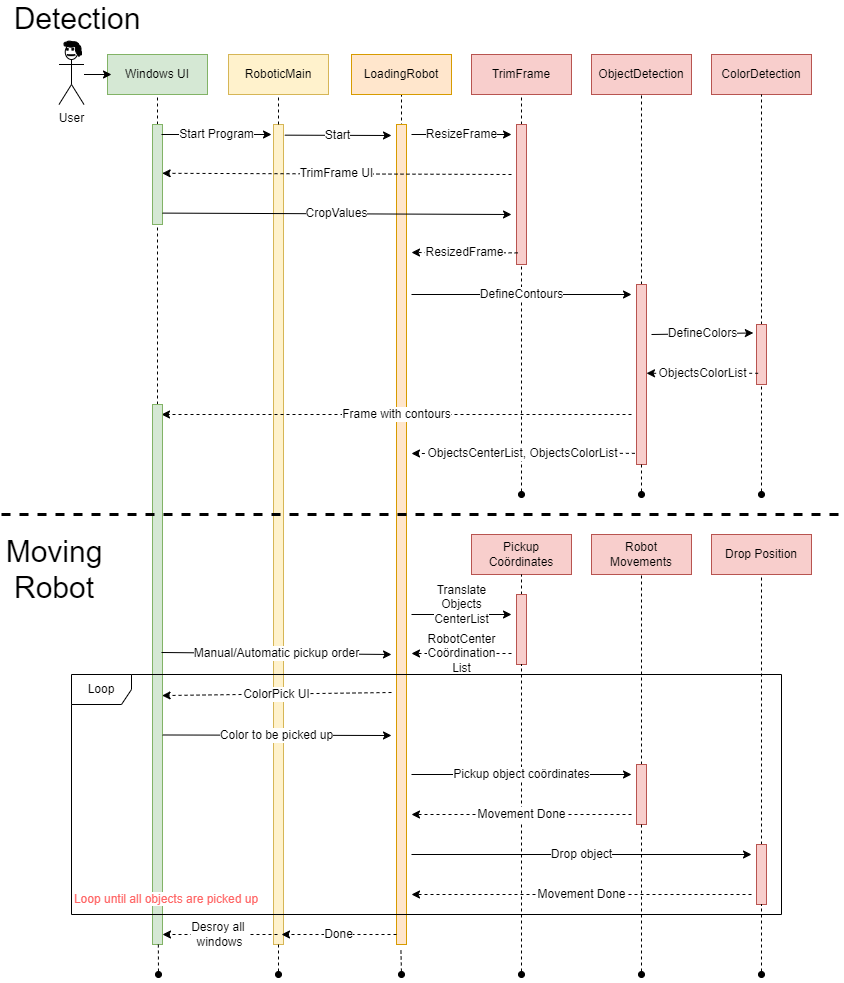 Detection
User
Windows UI
RoboticMain
LoadingRobot
TrimFrame
ObjectDetection
ColorDetection
Start Program
Start
ResizeFrame
TrimFrame UI
CropValues
ResizedFrame
DefineContours
DefineColors
ObjectsColorList
Frame with contours
ObjectsCenterList, ObjectsColorList
Moving
Robot
Pickup
Coördinates
Robot
Movements
Drop Position
Translate
Objects
CenterList
Manual/Automatic pickup order
RobotCenter
Coördination
List
Loop
ColorPick UI
Color to be picked up
Pickup object coördinates
Movement Done
Drop object
Movement Done
Loop until all objects are picked up
Desroy all
windows
Done